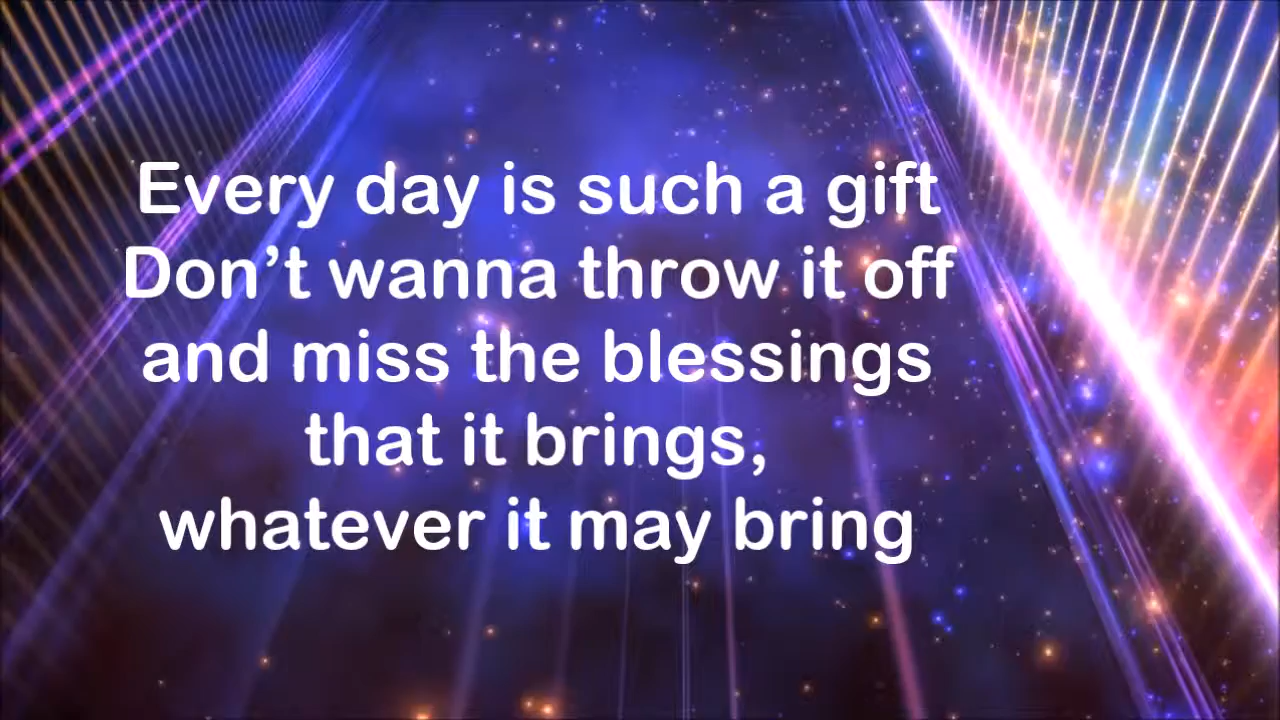 Every day is such a gift
Don’t wanna throw it off
and miss the blessings
that it brings,
whatever it may bring